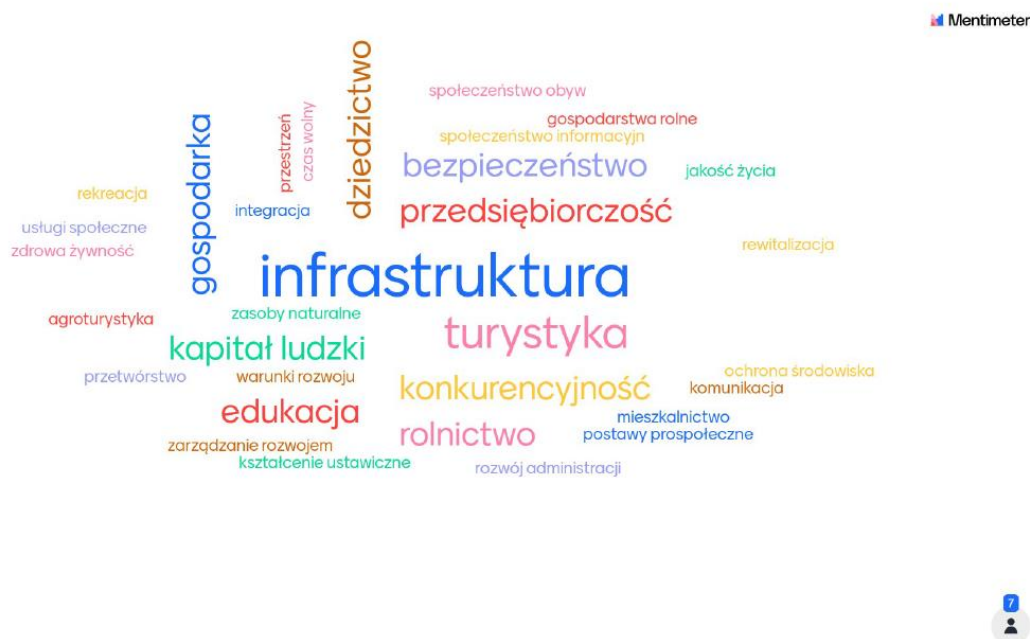 Mentimeter
dziedzictwo
społeczeństwo obyw
gospodarka
przestrzeń
czas wolny
gospodarstwa rolne
społeczeństwo informacyjn
bezpieczeństwo
jakość życia
rekreacja
integracja
przedsiębiorczość
usługi społeczne
zdrowa żywność
rewitalizacja
infrastruktura
agroturystyka
zasoby naturalne
turystyka
kapitał ludzki
przetwórstwo
warunki rozwoju
konkurencyjność
ochrona środowiska
komunikacja
edukacja
mieszkalnictwo
rolnictwo
postawy prospołeczne
zarządzanie rozwojem
kształcenie ustawiczne
rozwój administracji
7